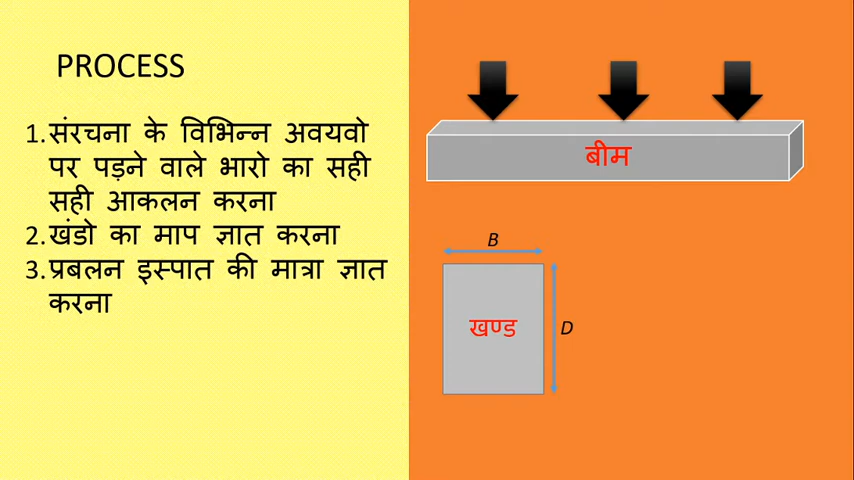 PROCESS
1. संरचना के विभिन्न अवयवो
पर पड़ने वाले भारो का सही
सही आकलन करना
2. खंडो का माप ज्ञात करना
3. प्रबलन इस्पात की मात्रा ज्ञात
करना
बीम
B
खण्ड
D